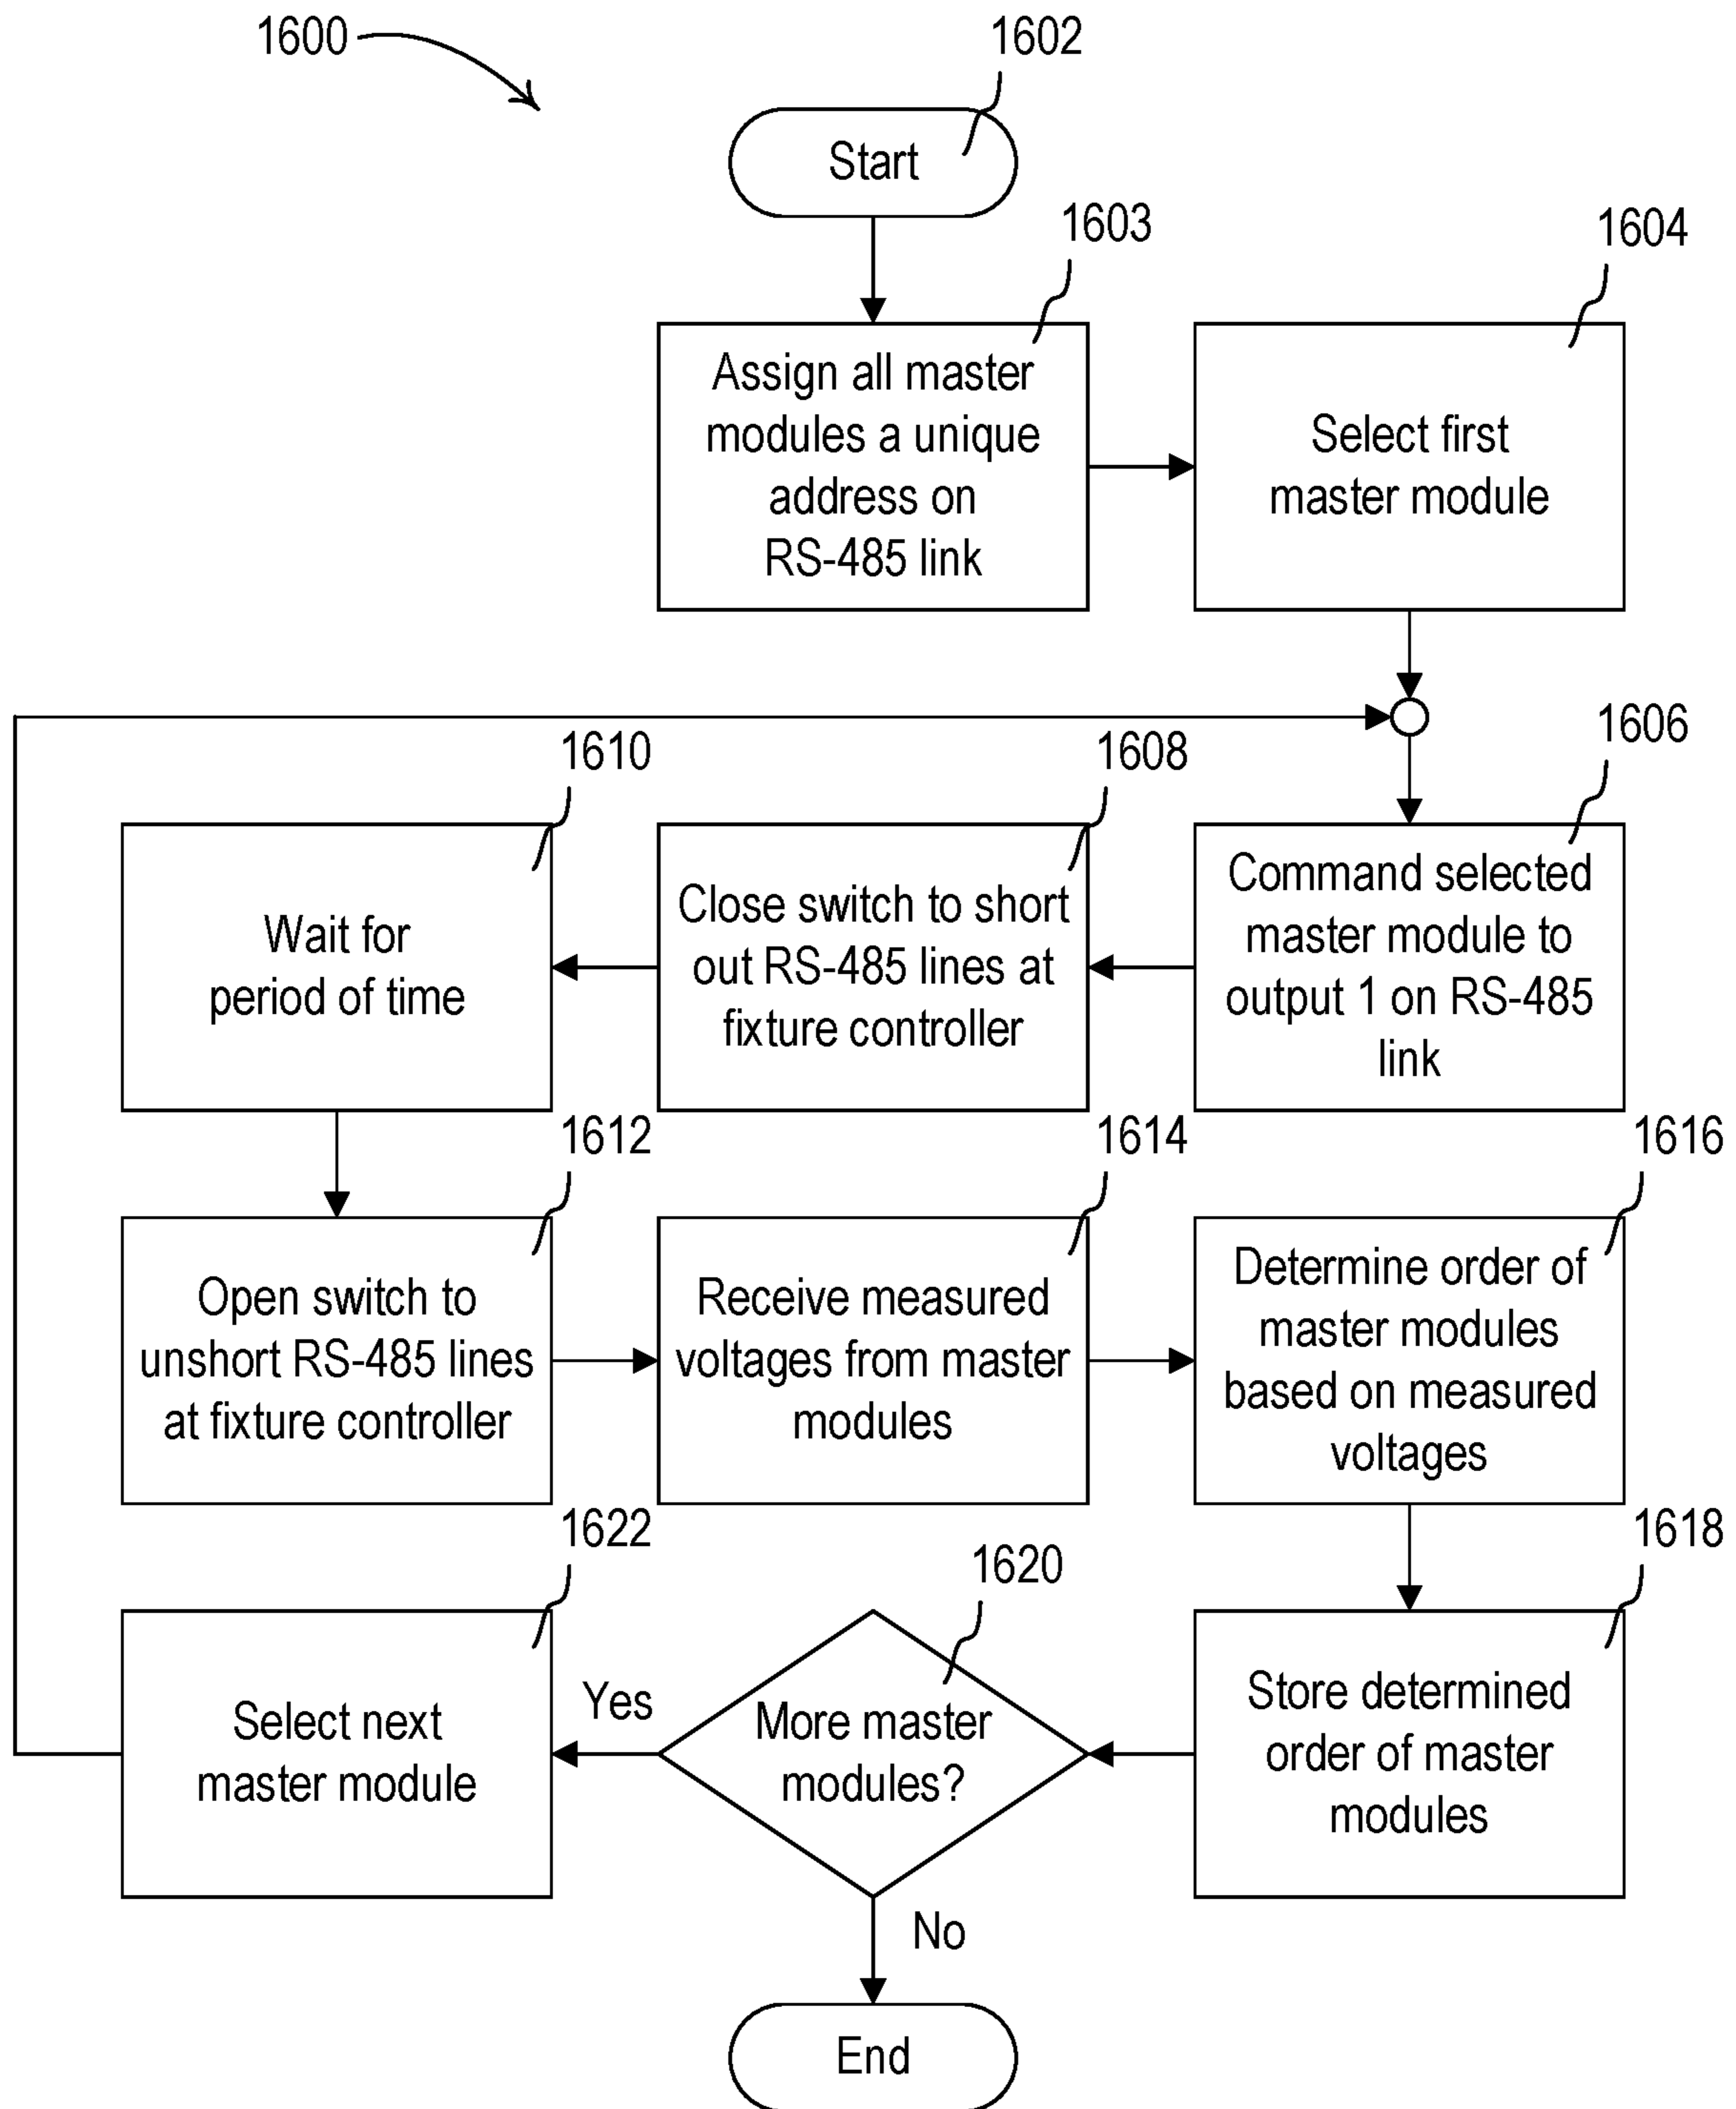 1600
1602
Start
1603
1604
Assign all master
modules a unique
address on
RS-485 link
Select first
master module
1610
1608
1606
Wait for
period of time
Close switch to short
out RS-485 lines at
fixture controller
Command selected
master module to
output 1 on RS-485
link
1612
1614
1616
Open switch to
unshort RS-485 lines
at fixture controller
Receive measured
voltages from master
modules
Determine order of
master modules
based on measured
voltages
1622
1620
1618
Select next
master module
Yes
More master
modules?
Store determined
order of master
modules
No
End